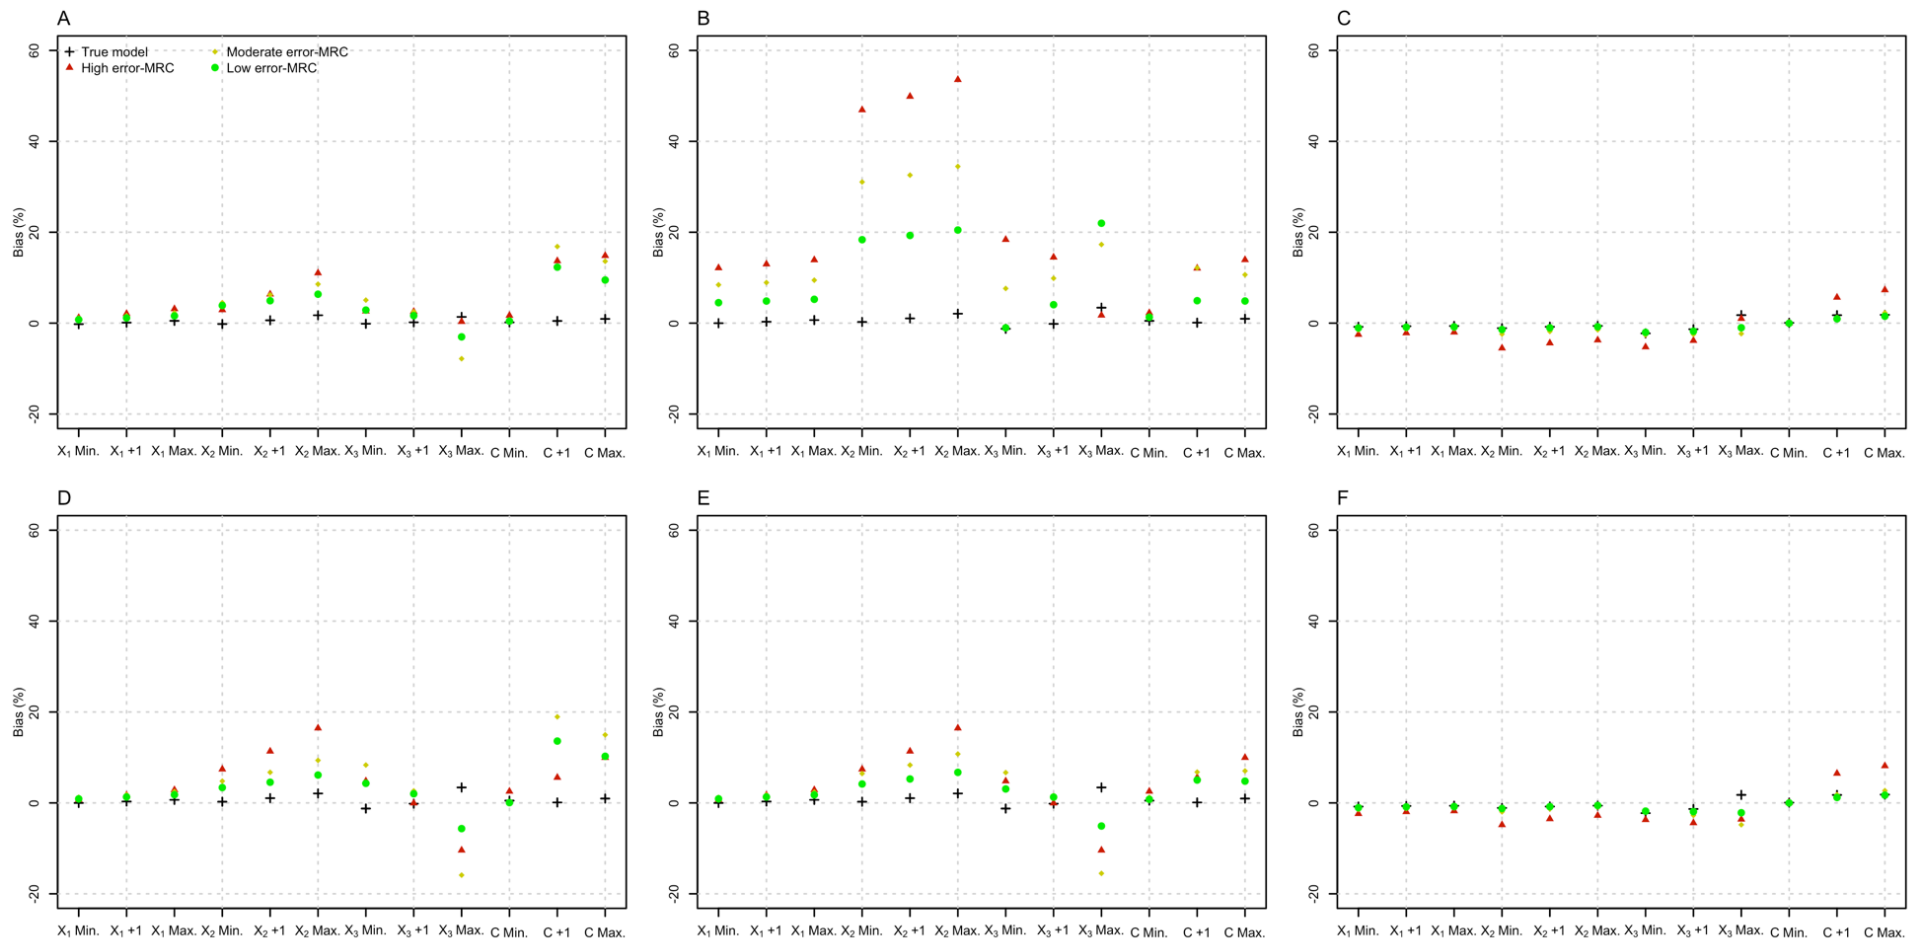 A
B
C
60
40
20
0
-20
Bias (%)
True model
High error-MRC
Moderate error-MRC
Low error-MRC
X₁ Min. X₁ +1 X₁ Max. X₂ Min. X₂ +1 X₂ Max. X₃ Min. X₃ +1 X₃ Max. C Min. C +1 C Max.
60
40
20
0
-20
Bias (%)
X₁ Min. X₁ +1 X₁ Max. X₂ Min. X₂ +1 X₂ Max. X₃ Min. X₃ +1 X₃ Max. C Min. C +1 C Max.
60
40
20
0
-20
Bias (%)
X₁ Min. X₁ +1 X₁ Max. X₂ Min. X₂ +1 X₂ Max. X₃ Min. X₃ +1 X₃ Max. C Min. C +1 C Max.
D
E
F
60
40
20
0
-20
Bias (%)
X₁ Min. X₁ +1 X₁ Max. X₂ Min. X₂ +1 X₂ Max. X₃ Min. X₃ +1 X₃ Max. C Min. C +1 C Max.
60
40
20
0
-20
Bias (%)
X₁ Min. X₁ +1 X₁ Max. X₂ Min. X₂ +1 X₂ Max. X₃ Min. X₃ +1 X₃ Max. C Min. C +1 C Max.
60
40
20
0
-20
Bias (%)
X₁ Min. X₁ +1 X₁ Max. X₂ Min. X₂ +1 X₂ Max. X₃ Min. X₃ +1 X₃ Max. C Min. C +1 C Max.